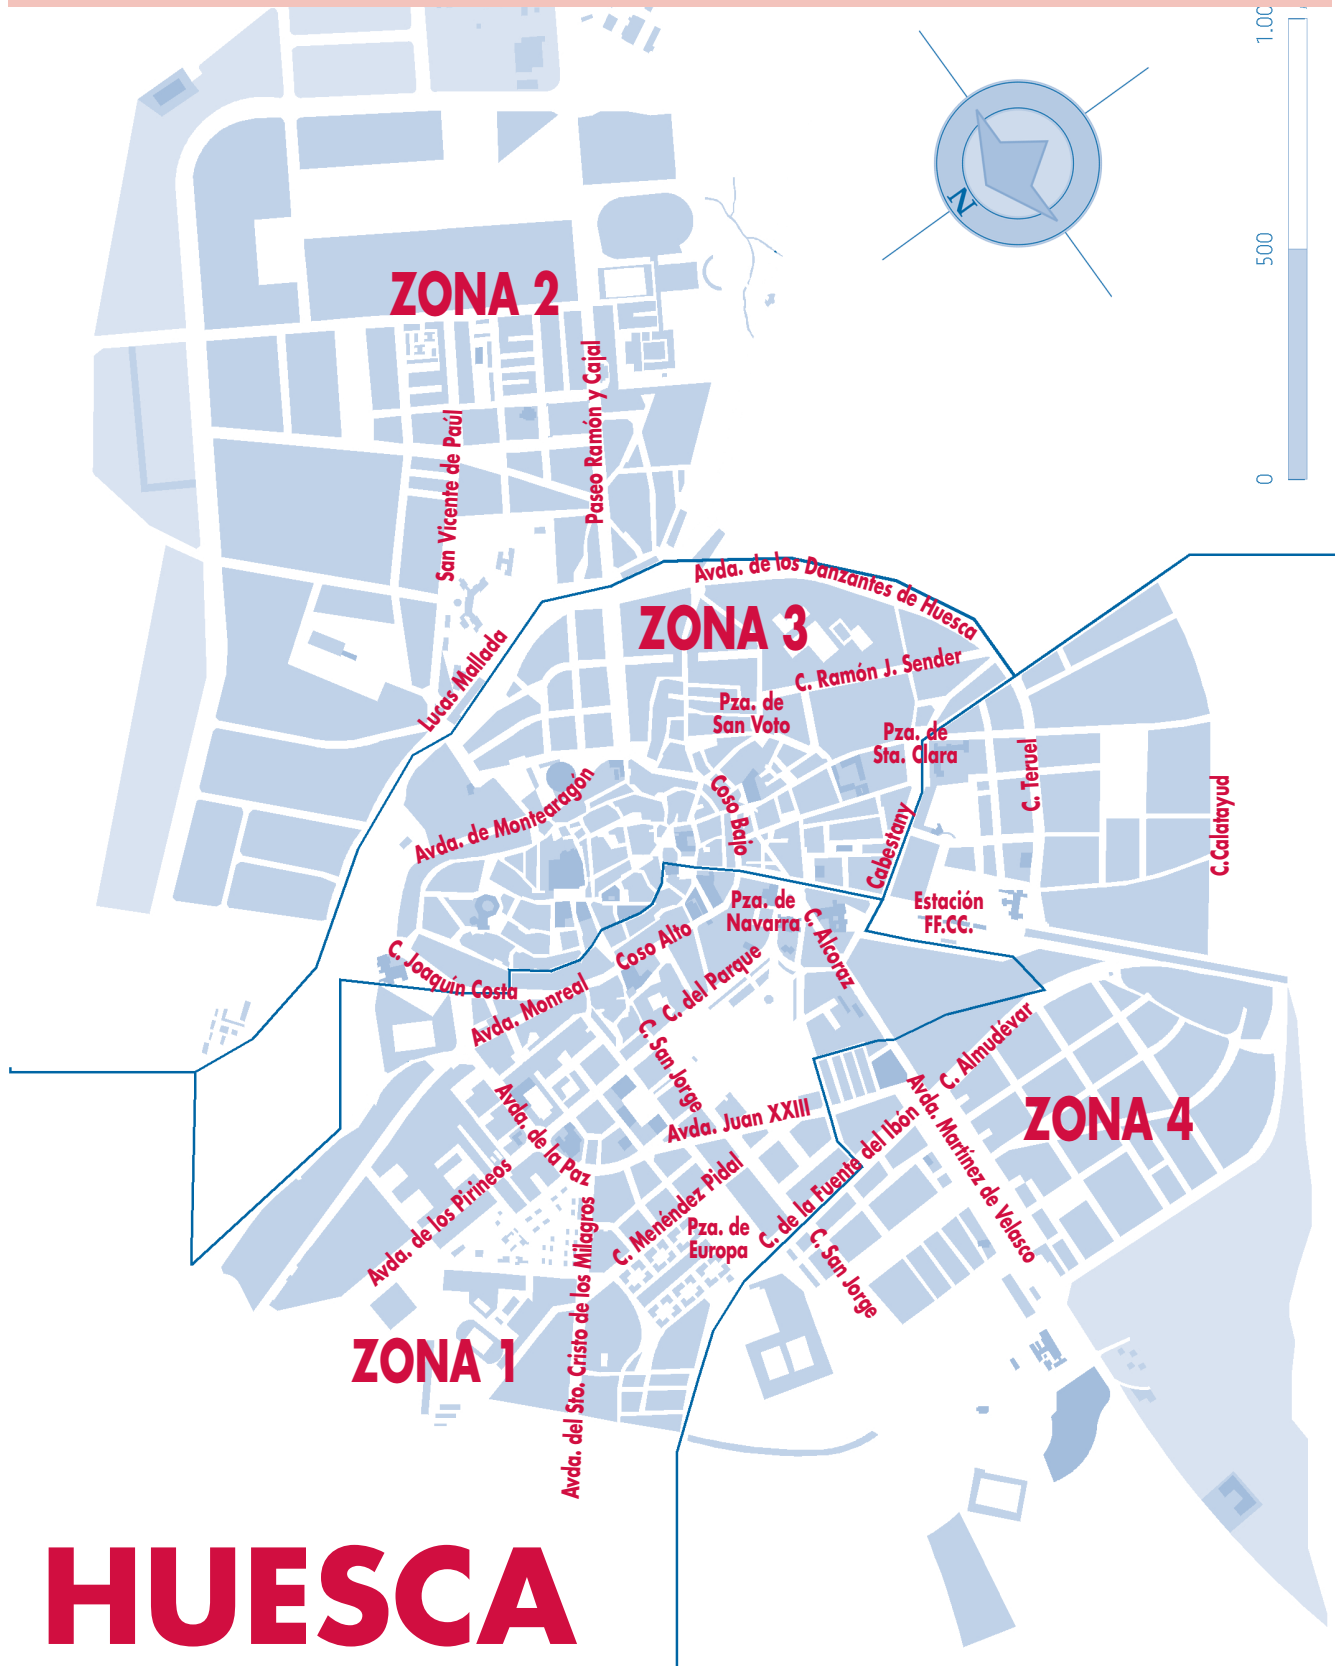 1.00
500
0
N
ZONA 2
Paseo Ramón y Cajal
San Vicente de Paúl
Avda. de los Danzantes de Huesca
ZONA 3
Lucas Mallada
C. Ramón J. Sender
Pza. de
San Voto
Pza. de
Sta. Clara
C. Teruel
C.Calatayud
Avda. de Montearagón
Coso Bajo
Cabestany
Pza. de
Navarra
Estación
FF.CC.
C. Alcoraz
Coso Alto
C. Joaquín Costa
C. del Parque
Avda. Monreal
C. San Jorge
C. Almudévar
Avda. de la Paz
Avda. Juan XXIII
Avda. Martínez de Velasco
ZONA 4
C. de la Fuente del Ibón
Avda. de los Pirineos
C. Menéndez Pidal
Pza. de
Europa
C. San Jorge
Avda. del Sto. Cristo de los Milagros
ZONA 1
HUESCA